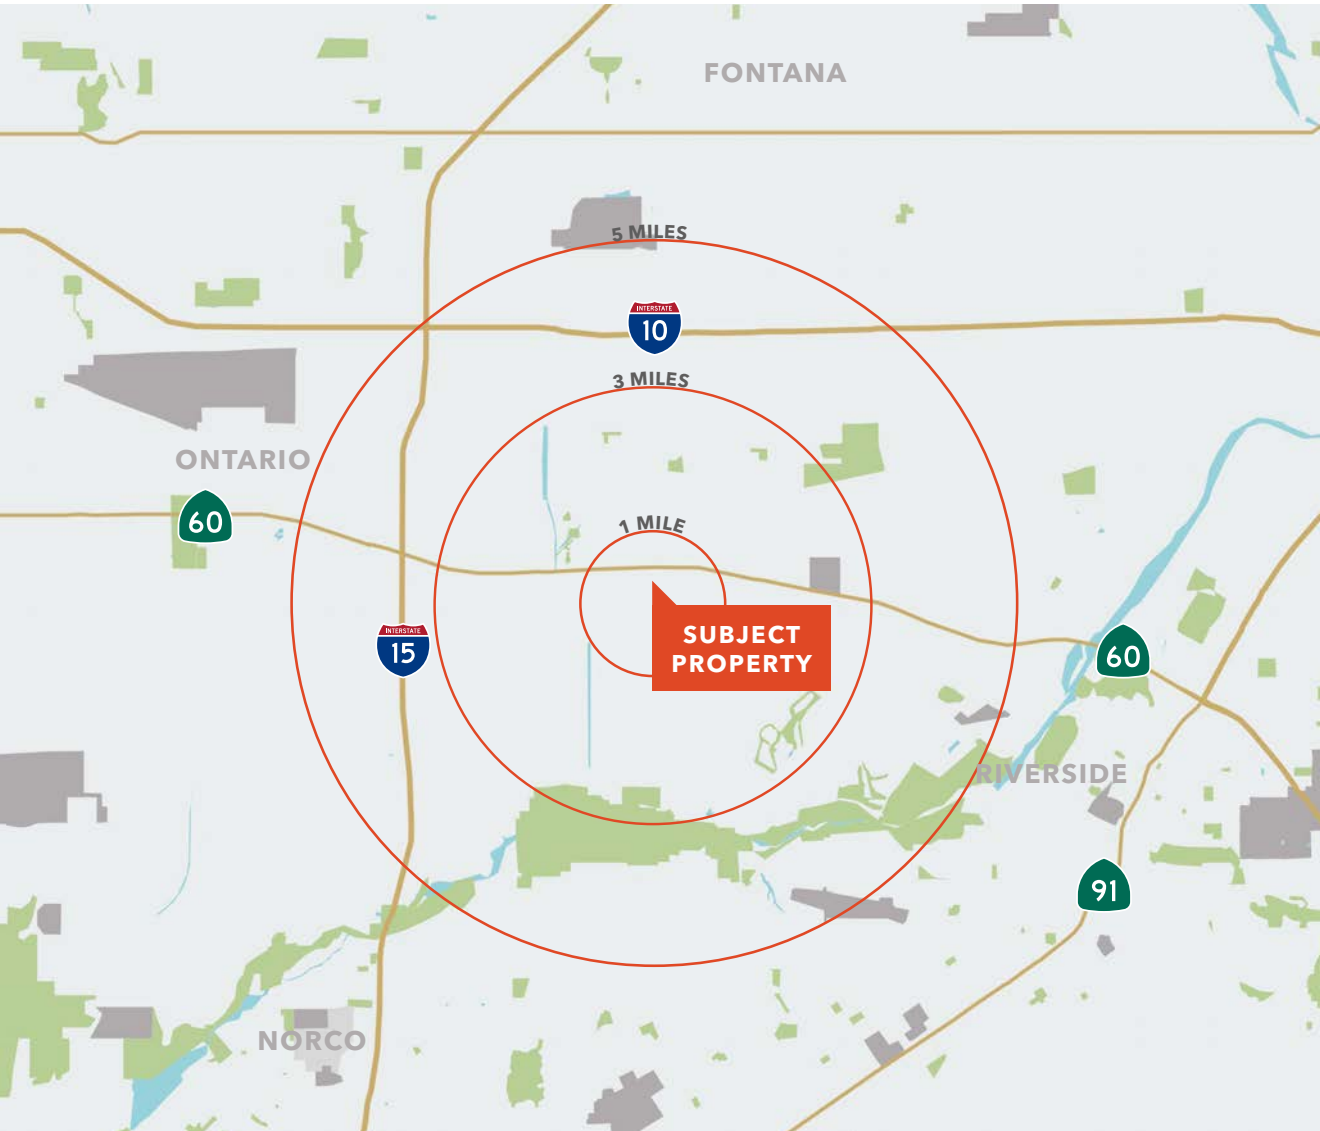 FONTANA
5 MILES
INTERSTATE
10
3 MILES
ONTARIO
60
1 MILE
SUBJECT
PROPERTY
INTERSTATE
15
60
RIVERSIDE
91
NORCO